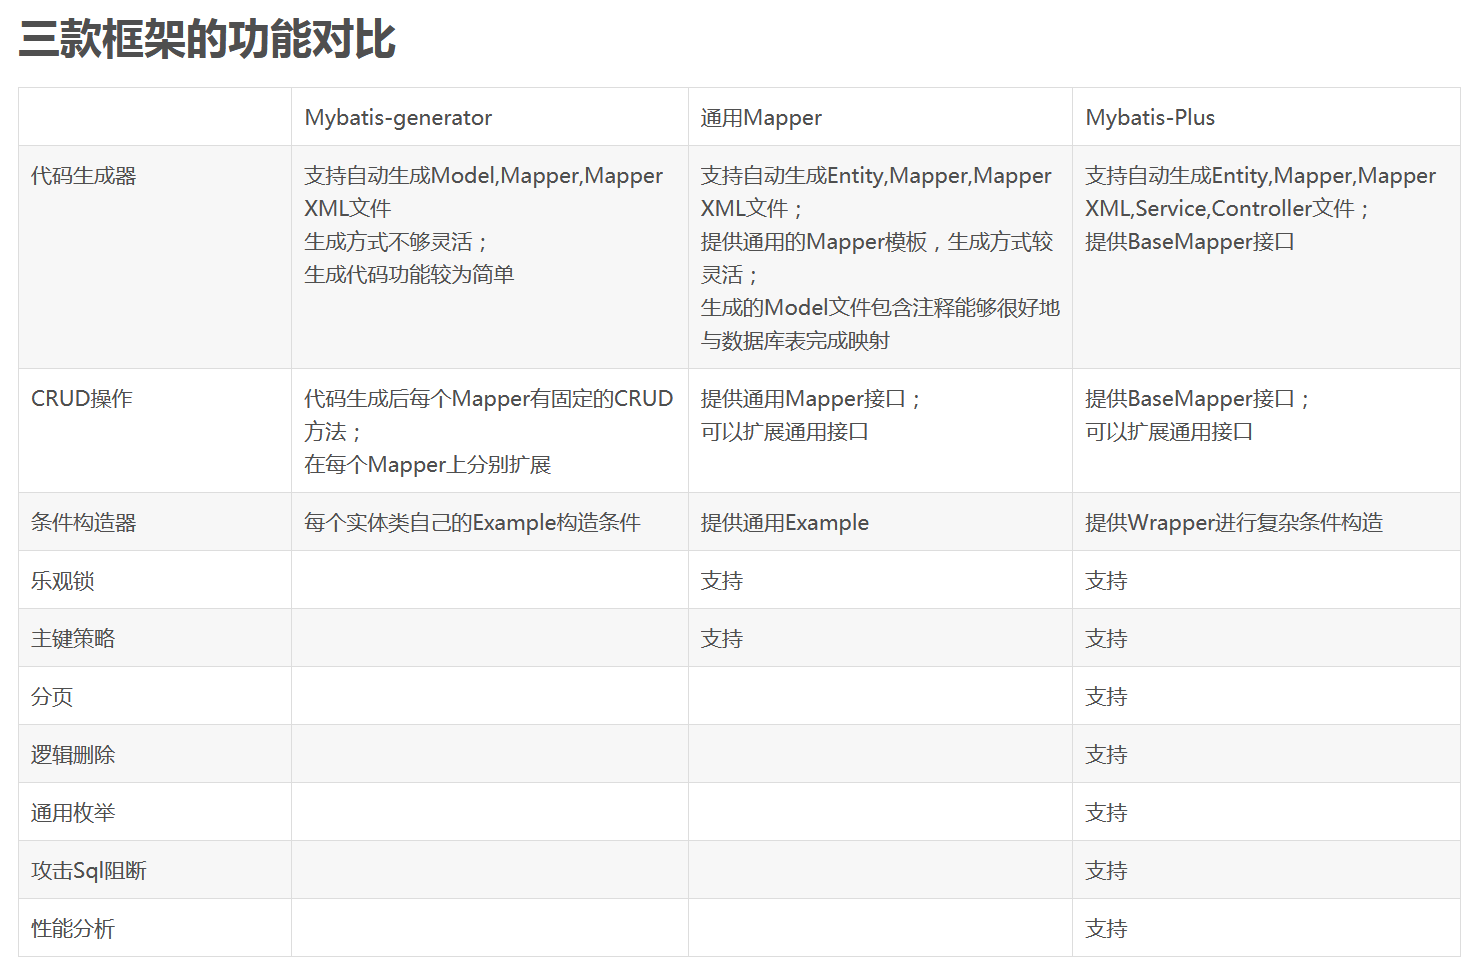 三款框架的功能对比
Mybatis-generator
通用Mapper
Mybatis-Plus
代码生成器
支持自动生成Model,Mapper,Mapper
XML文件
生成方式不够灵活；
生成代码功能较为简单
支持自动生成Entity,Mapper,Mapper
XML文件；
提供通用的Mapper模板，生成方式较
灵活；
生成的Model文件包含注释能够很好地
与数据库表完成映射
支持自动生成Entity,Mapper,Mapper
XML,Service,Controller文件；
提供BaseMapper接口
CRUD操作
代码生成后每个Mapper有固定的CRUD
方法；
在每个Mapper上分别扩展
提供通用Mapper接口；
可以扩展通用接口
提供BaseMapper接口；
可以扩展通用接口
条件构造器
每个实体类自己的Example构造条件
提供通用Example
提供Wrapper进行复杂条件构造
乐观锁
支持
支持
主键策略
支持
支持
分页
支持
逻辑删除
支持
通用枚举
支持
攻击Sql阻断
支持
性能分析
支持